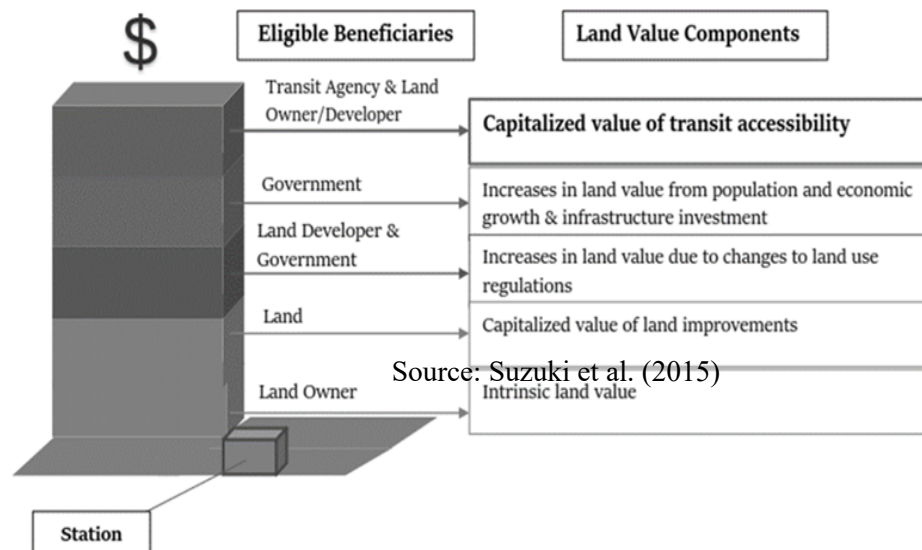 $
Eligible Beneficiaries
Land Value Components
Transit Agency & Land
Owner/Developer
Capitalized value of transit accessibility
Government
Increases in land value from population and economic
growth & infrastructure investment
Land Developer &
Government
Increases in land value due to changes to land use
regulations
Land
Capitalized value of land improvements
Source: Suzuki et al. (2015)
Land Owner
Intrinsic land value
Station